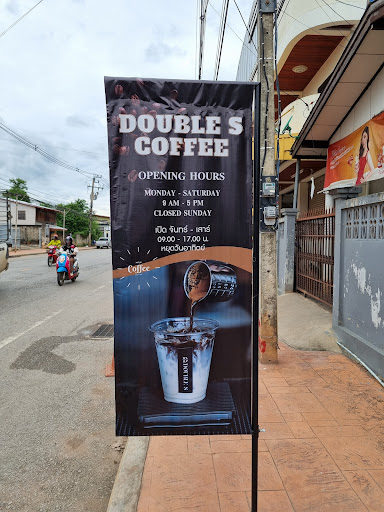 DOUBLE S
COFFEE
OPENING HOURS
MONDAY - SATURDAY
9 AM - 5 PM
CLOSED SUNDAY
เปิด จันทร์ - เสาร์
09.00 - 17.00 น.
หยุดวันอาทิตย์
Coffee
DOUBLE S